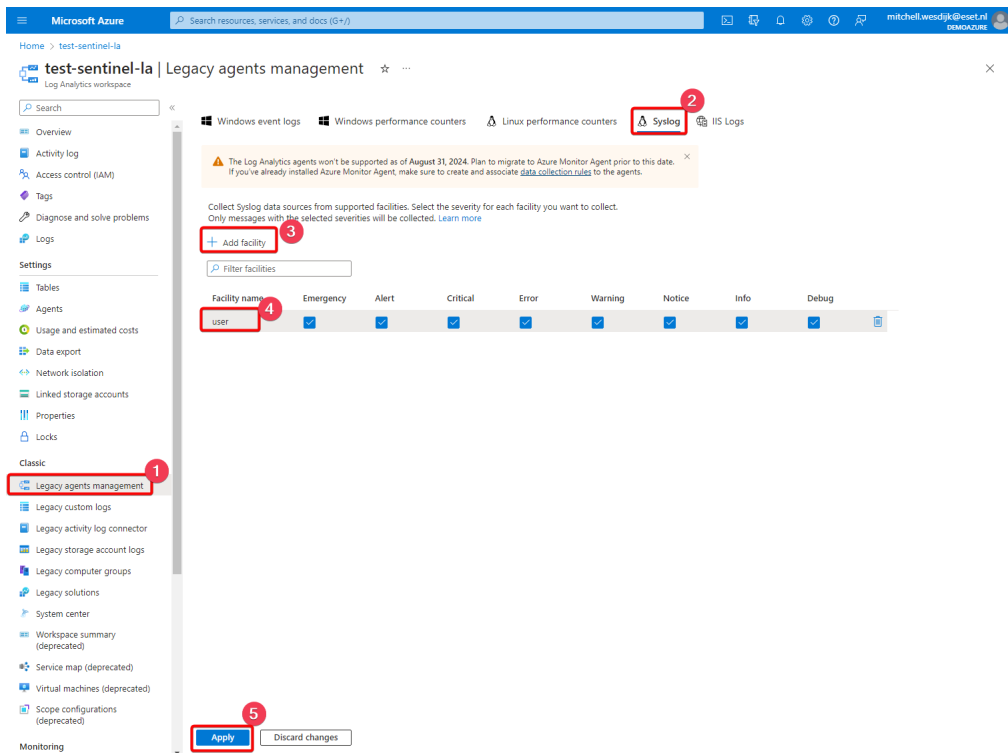 Microsoft Azure
Search resources, services, and docs (G+/)
mitchell.wesdijk@eset.nl
DEMOAZURE
Home > test-sentinel-la
test-sentinel-la | Legacy agents management
Log Analytics workspace
Search
Overview
Activity log
Access control (IAM)
Tags
Diagnose and solve problems
Logs
Settings
Tables
Agents
Usage and estimated costs
Data export
Network isolation
Linked storage accounts
Properties
Locks
Classic
1
Legacy agents management
Legacy custom logs
Legacy activity log connector
Legacy storage account logs
Legacy computer groups
Legacy solutions
System center
Workspace summary
(deprecated)
Service map (deprecated)
Virtual machines (deprecated)
Scope configurations
(deprecated)
Monitoring
2
Windows event logs Windows performance counters Linux performance counters Syslog IIS Logs
The Log Analytics agents won't be supported as of August 31, 2024. Plan to migrate to Azure Monitor Agent prior to this date.
If you've already installed Azure Monitor Agent, make sure to create and associate data collection rules to the agents.
Collect Syslog data sources from supported facilities. Select the severity for each facility you want to collect.
Only messages with the selected severities will be collected. Learn more
3
Add facility
Filter facilities
Facility name Emergency Alert Critical Error Warning Notice Info Debug
4
user
5
Apply Discard changes